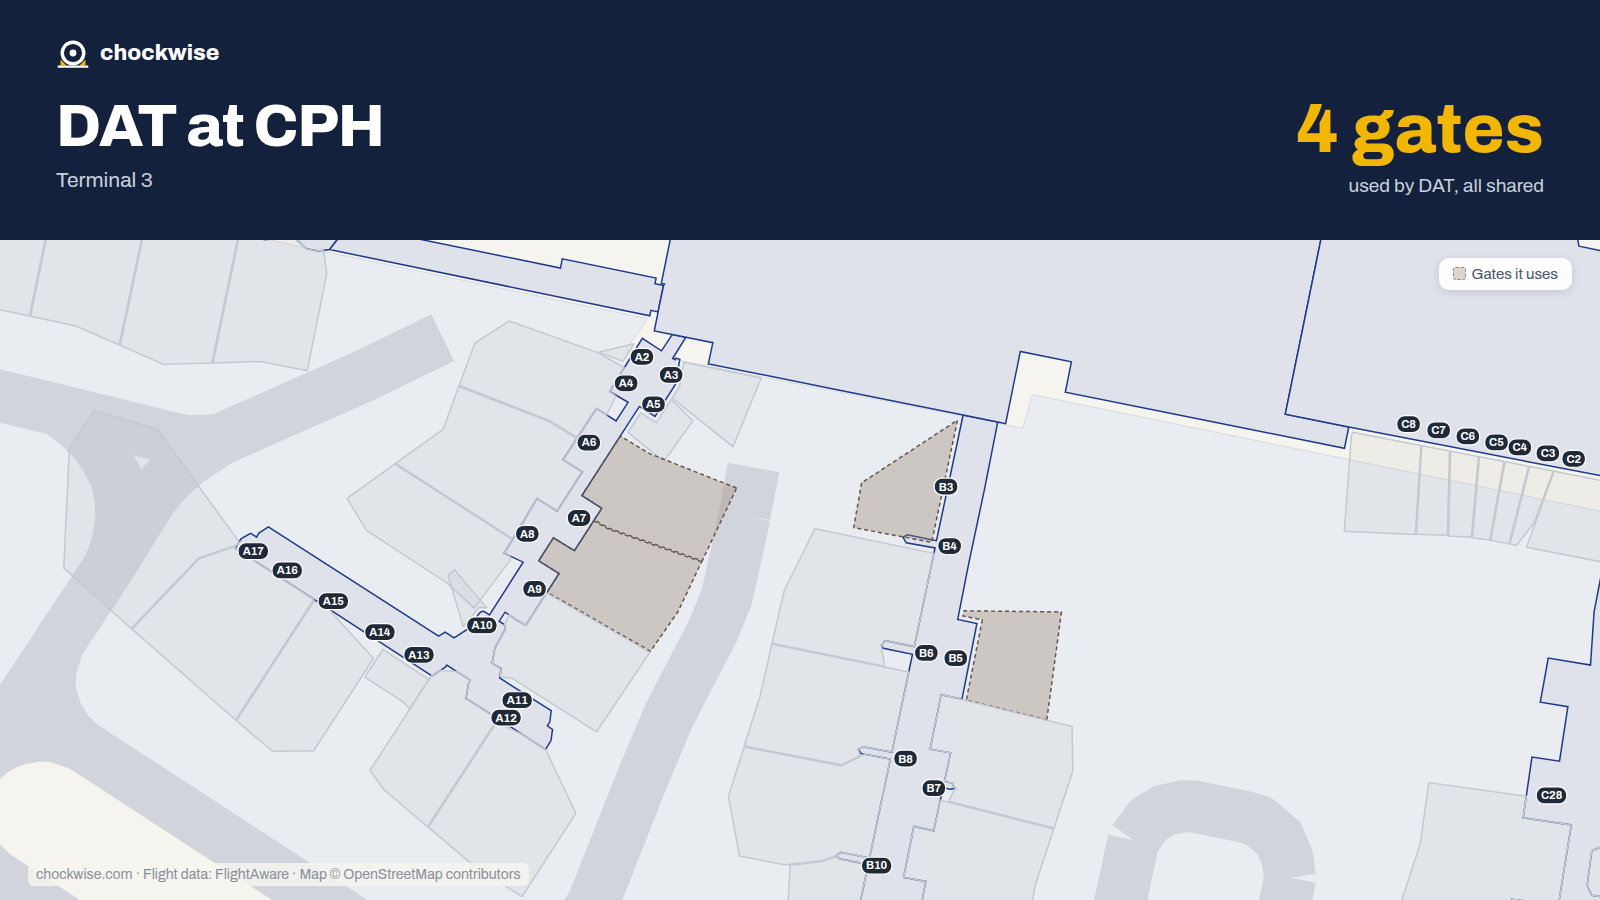 chockwise
DAT at CPH
Terminal 3
4 gates
used by DAT, all shared
Gates it uses
A2
A3
A4
A5
A6
A7
A8
A9
A10
A11
A12
A13
A14
A15
A16
A17
B3
B4
B5
B6
B7
B8
B10
C8
C7
C6
C5
C4
C3
C2
C28
chockwise.com · Flight data: FlightAware · Map © OpenStreetMap contributors